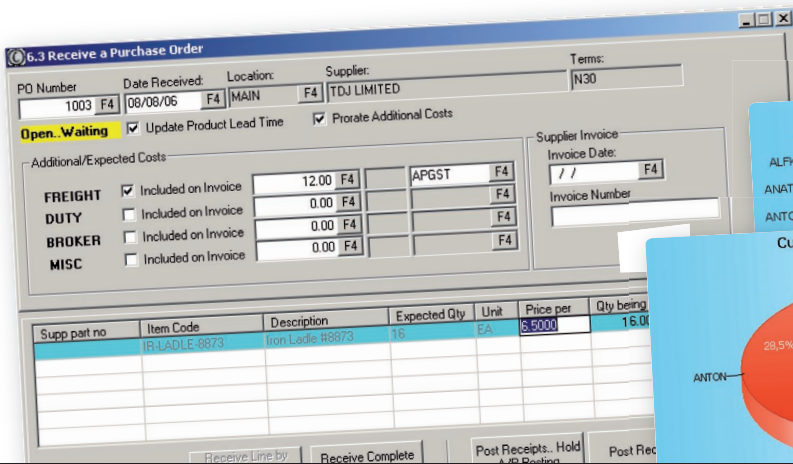 6.3 Receive a Purchase Order
PO Number Date Received: Location: Supplier: Terms:
1003 F4 08/08/06 F4 MAIN F4 TDJ LIMITED N30
Open..Waiting Update Product Lead Time Prorate Additional Costs
Additional/Expected Costs Supplier Invoice
Invoice Date:
FREIGHT Included on Invoice 12.00 F4 APGST F4 / / F4
DUTY Included on Invoice 0.00 F4 F4 Invoice Number
BROKER Included on Invoice 0.00 F4 F4
MISC Included on Invoice 0.00 F4 F4
Supp part no Item Code Description Expected Qty Unit Price per Qty being
IR-LADLE-8873 Iron Ladle #8873 16 EA 6.5000 16.00
Receive Line by Receive Complete Post Receipts.. Hold Post Rec
A/P Posting
ALFK
ANAT
ANTO
Cu
28,5%
ANTON